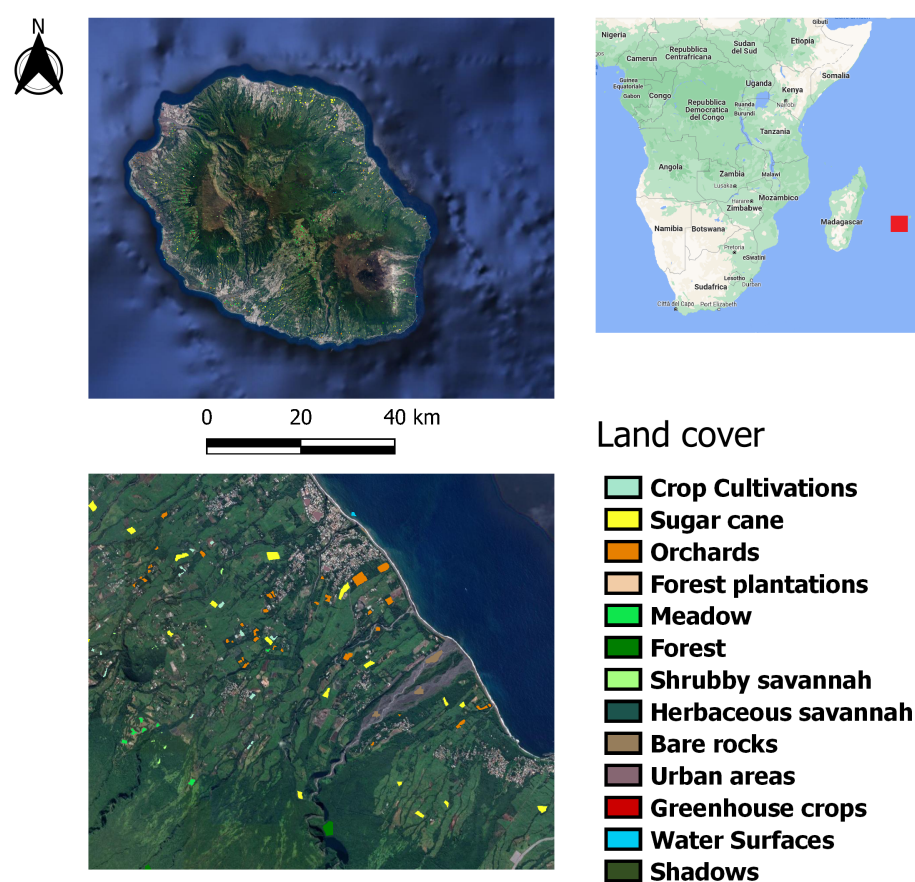 N
Gibuti
Nigeria
Sudan
del Sud
Etiopia
Repubblica
Centrafricana
Camerun
Somalia
Guinea
Equatoriale
Uganda
Kenya
Gabon
Congo
Nairobi
Repubblica
Democratica
del Congo
Ruanda
Burundi
Tanzania
Angola
Zambia
Malawi
Lusaka
Mozambico
Harare
Zimbabwe
Madagascar
Namibia
Botswana
Pretoria
eSwatini
Lesotho
Durban
Sudafrica
Città del Capo
Port Elizabeth
0 20 40 km
Land cover
Crop Cultivations
Sugar cane
Orchards
Forest plantations
Meadow
Forest
Shrubby savannah
Herbaceous savannah
Bare rocks
Urban areas
Greenhouse crops
Water Surfaces
Shadows